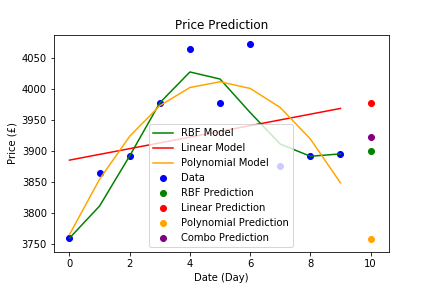 Price Prediction
Price (£)
4050
4000
3950
3900
3850
3800
3750
RBF Model
Linear Model
Polynomial Model
Data
RBF Prediction
Linear Prediction
Polynomial Prediction
Combo Prediction
0 2 4 6 8 10
Date (Day)